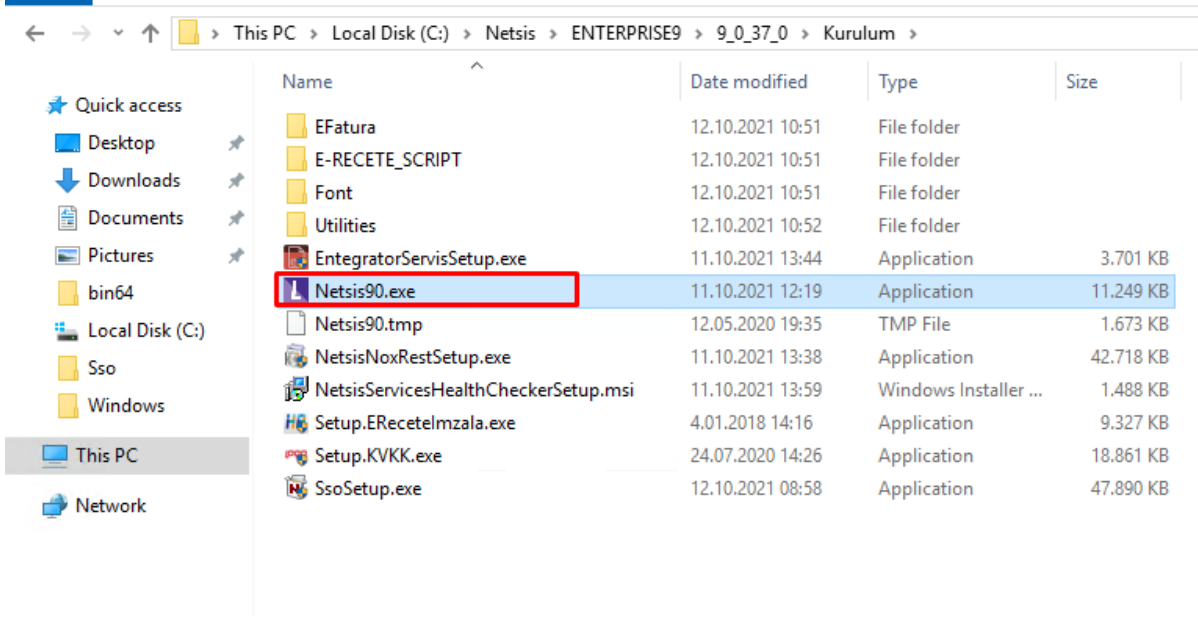 This PC > Local Disk (C:) > Netsis > ENTERPRISE9 > 9_0_37_0 > Kurulum >
Quick access
Desktop
Downloads
Documents
Pictures
bin64
Local Disk (C:)
Sso
Windows
This PC
Network
Name Date modified Type Size
EFatura 12.10.2021 10:51 File folder
E-RECETE_SCRIPT 12.10.2021 10:51 File folder
Font 12.10.2021 10:51 File folder
Utilities 12.10.2021 10:52 File folder
EntegratorServisSetup.exe 11.10.2021 13:44 Application 3.701 KB
Netsis90.exe 11.10.2021 12:19 Application 11.249 KB
Netsis90.tmp 12.05.2020 19:35 TMP File 1.673 KB
NetsisNoxRestSetup.exe 11.10.2021 13:38 Application 42.718 KB
NetsisServicesHealthCheckerSetup.msi 11.10.2021 13:59 Windows Installer ... 1.488 KB
Setup.EReceteImzala.exe 4.01.2018 14:16 Application 9.327 KB
Setup.KVKK.exe 24.07.2020 14:26 Application 18.861 KB
SsoSetup.exe 12.10.2021 08:58 Application 47.890 KB